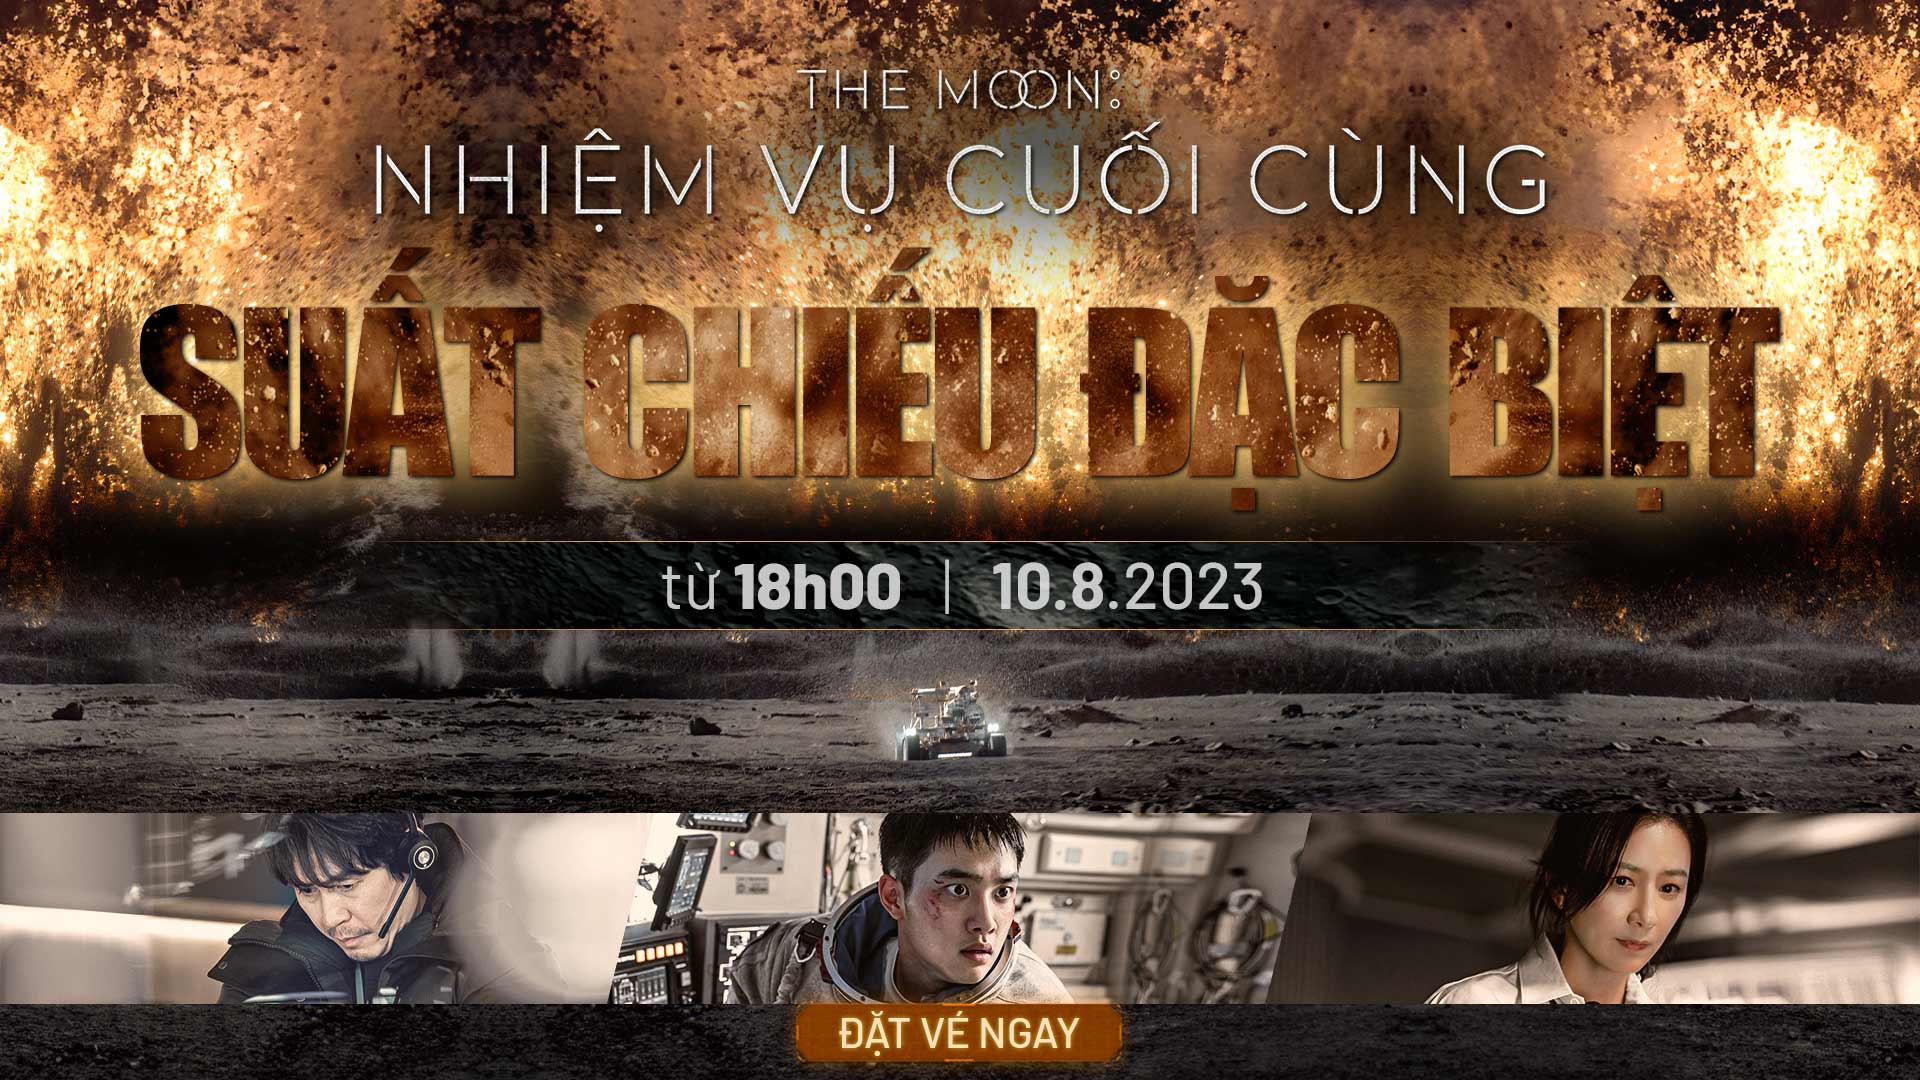 THE MOON:
NHIỆM VỤ CUỐI CÙNG
SUẤT CHIẾU ĐẶC BIỆT
từ 18h00 | 10.8.2023
ĐẶT VÉ NGAY